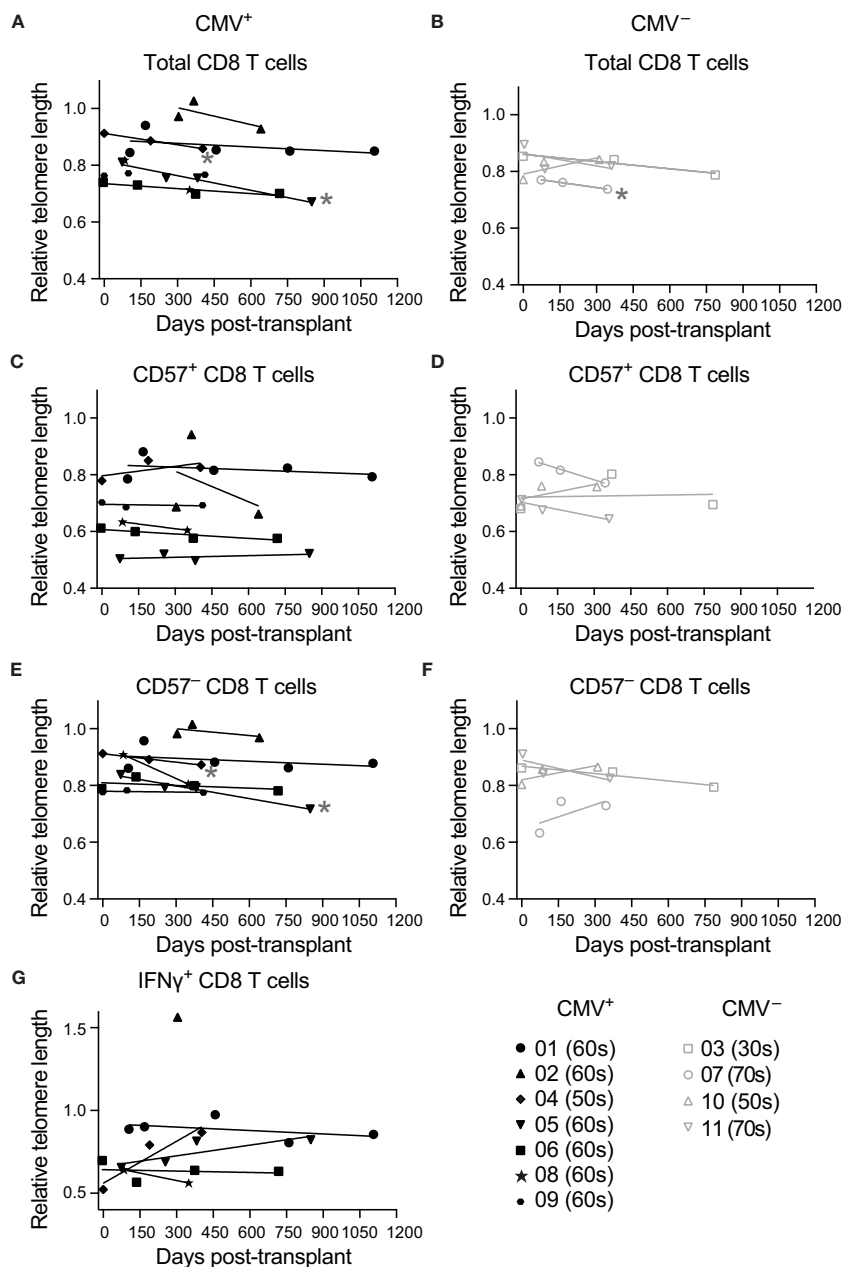 A
CMV⁺
B
CMV⁻
Total CD8 T cells
Total CD8 T cells
Relative telomere length
1.0
0.8
0.6
0.4
*
*
0 150 300 450 600 750 900 1050 1200
Days post-transplant
Relative telomere length
1.0
0.8
0.6
0.4
*
0 150 300 450 600 750 900 1050 1200
Days post-transplant
C
CD57⁺ CD8 T cells
D
CD57⁺ CD8 T cells
Relative telomere length
1.0
0.8
0.6
0.4
0 150 300 450 600 750 900 1050 1200
Days post-transplant
Relative telomere length
1.0
0.8
0.6
0.4
0 150 300 450 600 750 900 1050 1200
Days post-transplant
E
CD57⁻ CD8 T cells
F
CD57⁻ CD8 T cells
Relative telomere length
1.0
0.8
0.6
0.4
*
*
0 150 300 450 600 750 900 1050 1200
Days post-transplant
Relative telomere length
1.0
0.8
0.6
0.4
0 150 300 450 600 750 900 1050 1200
Days post-transplant
G
IFNγ⁺ CD8 T cells
Relative telomere length
1.5
1.0
0.5
0 150 300 450 600 750 900 1050 1200
Days post-transplant
CMV⁺
01 (60s)
02 (60s)
04 (50s)
05 (60s)
06 (60s)
08 (60s)
09 (60s)
CMV⁻
03 (30s)
07 (70s)
10 (50s)
11 (70s)